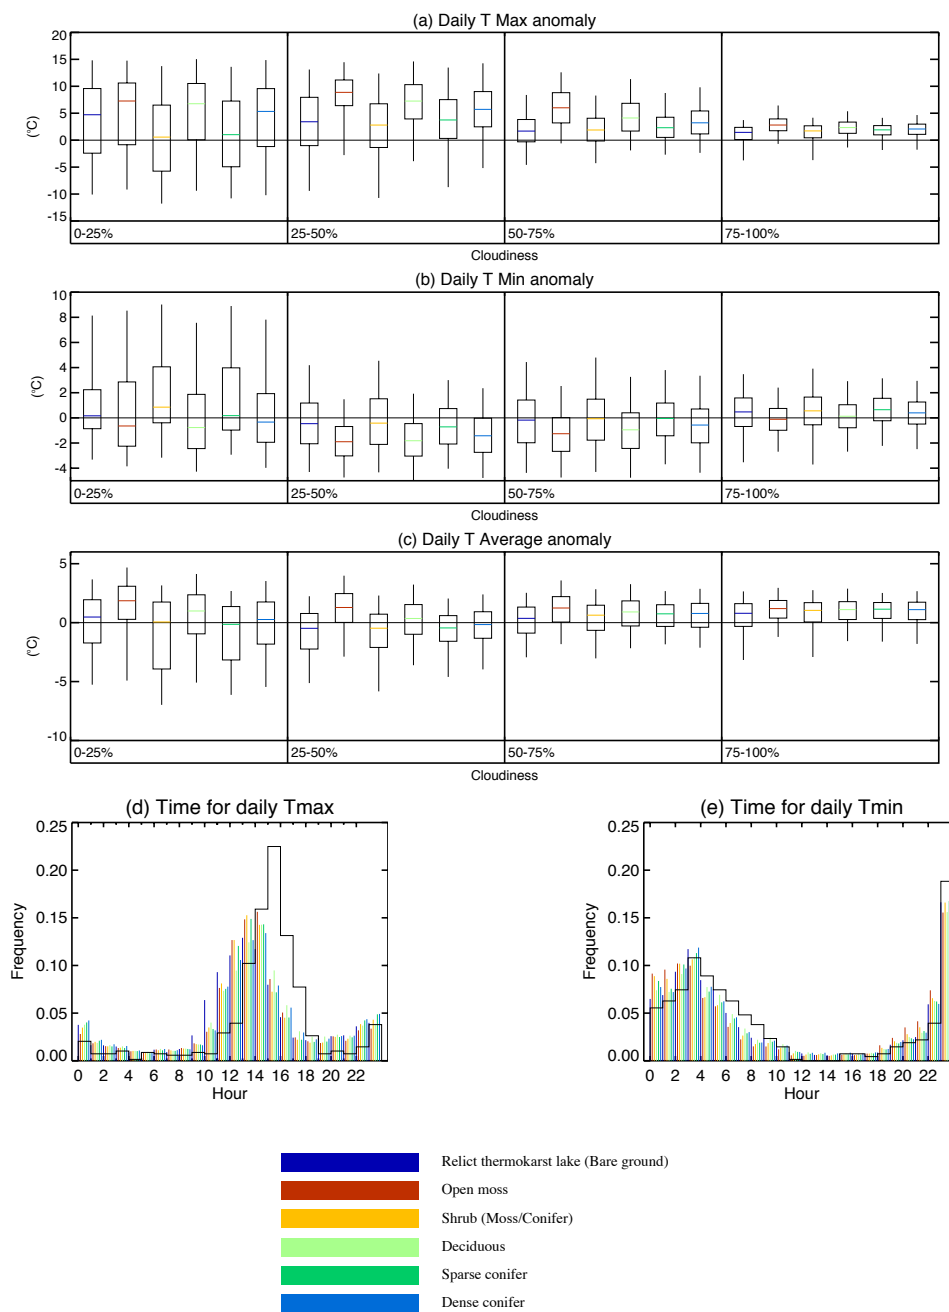 (a) Daily T Max anomaly
20
15
10
5
0
-5
-10
-15
(°C)
0-25%
25-50%
50-75%
75-100%
Cloudiness
(b) Daily T Min anomaly
10
8
6
4
2
0
-2
-4
(°C)
0-25%
25-50%
50-75%
75-100%
Cloudiness
(c) Daily T Average anomaly
5
0
-5
-10
(°C)
0-25%
25-50%
50-75%
75-100%
Cloudiness
(d) Time for daily Tmax
0.25
0.20
0.15
0.10
0.05
0.00
Frequency
0 2 4 6 8 10 12 14 16 18 20 22
Hour
(e) Time for daily Tmin
0.25
0.20
0.15
0.10
0.05
0.00
Frequency
0 2 4 6 8 10 12 14 16 18 20 22
Hour
Relict thermokarst lake (Bare ground)
Open moss
Shrub (Moss/Conifer)
Deciduous
Sparse conifer
Dense conifer